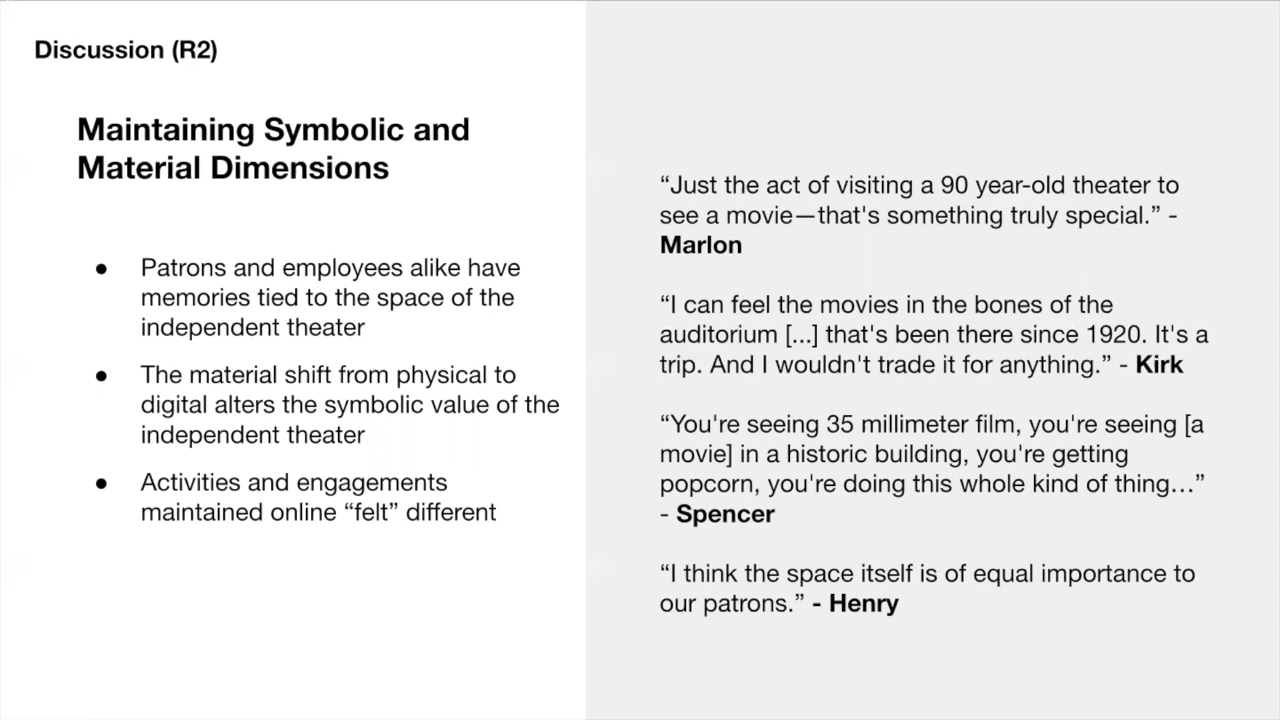 Discussion (R2)
Maintaining Symbolic and
Material Dimensions
● Patrons and employees alike have
memories tied to the space of the
independent theater
● The material shift from physical to
digital alters the symbolic value of the
independent theater
● Activities and engagements
maintained online “felt” different
“Just the act of visiting a 90 year-old theater to
see a movie—that's something truly special.” -
Marlon
“I can feel the movies in the bones of the
auditorium [...] that's been there since 1920. It's a
trip. And I wouldn't trade it for anything.” - Kirk
“You're seeing 35 millimeter film, you're seeing [a
movie] in a historic building, you're getting
popcorn, you're doing this whole kind of thing…”
- Spencer
“I think the space itself is of equal importance to
our patrons.” - Henry